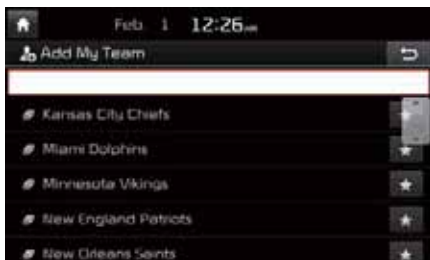 Feb. 1 12:26 AM
Add My Team
Kansas City Chiefs
Miami Dolphins
Minnesota Vikings
New England Patriots
New Orleans Saints